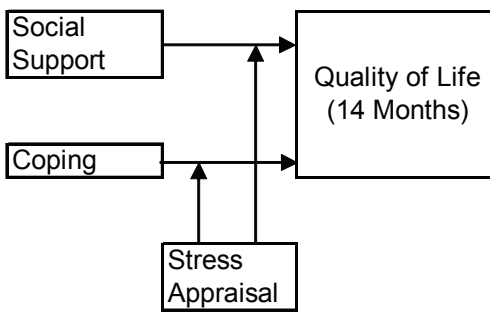 Social
Support
Quality of Life
(14 Months)
Coping
Stress
Appraisal